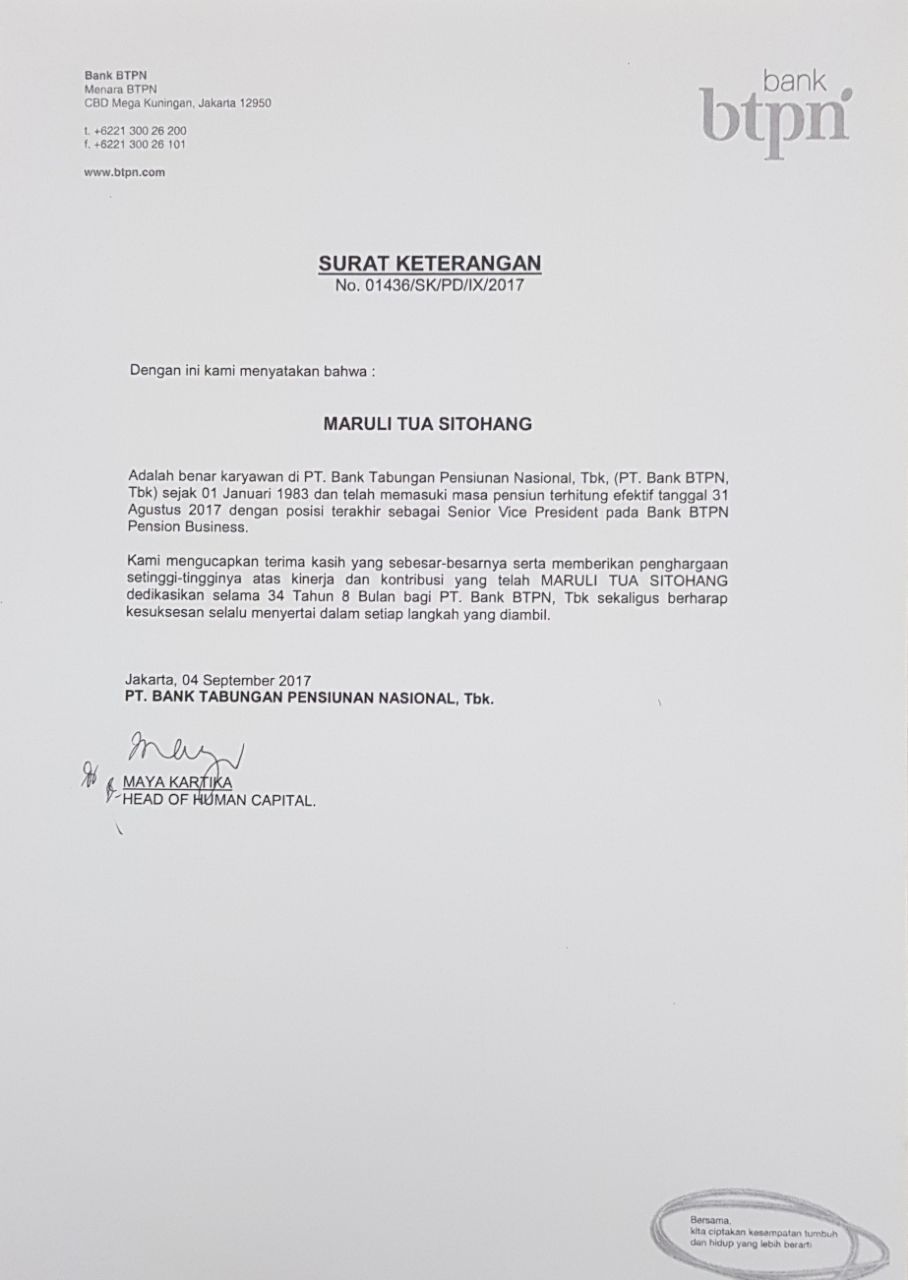 Bank BTPN
Menara BTPN
CBD Mega Kuningan, Jakarta 12950
t. +6221 300 26 200
f. +6221 300 26 101
www.btpn.com
bank
btpn
SURAT KETERANGAN
No. 01436/SK/PD/IX/2017
Dengan ini kami menyatakan bahwa :
MARULI TUA SITOHANG
Adalah benar karyawan di PT. Bank Tabungan Pensiunan Nasional, Tbk, (PT. Bank BTPN,
Tbk) sejak 01 Januari 1983 dan telah memasuki masa pensiun terhitung efektif tanggal 31
Agustus 2017 dengan posisi terakhir sebagai Senior Vice President pada Bank BTPN
Pension Business.
Kami mengucapkan terima kasih yang sebesar-besarnya serta memberikan penghargaan
setinggi-tingginya atas kinerja dan kontribusi yang telah MARULI TUA SITOHANG
dedikasikan selama 34 Tahun 8 Bulan bagi PT. Bank BTPN, Tbk sekaligus berharap
kesuksesan selalu menyertai dalam setiap langkah yang diambil.
Jakarta, 04 September 2017
PT. BANK TABUNGAN PENSIUNAN NASIONAL, Tbk.
MAYA KARTIKA
HEAD OF HUMAN CAPITAL.
Bersama,
kita ciptakan kesempatan tumbuh
dan hidup yang lebih berarti